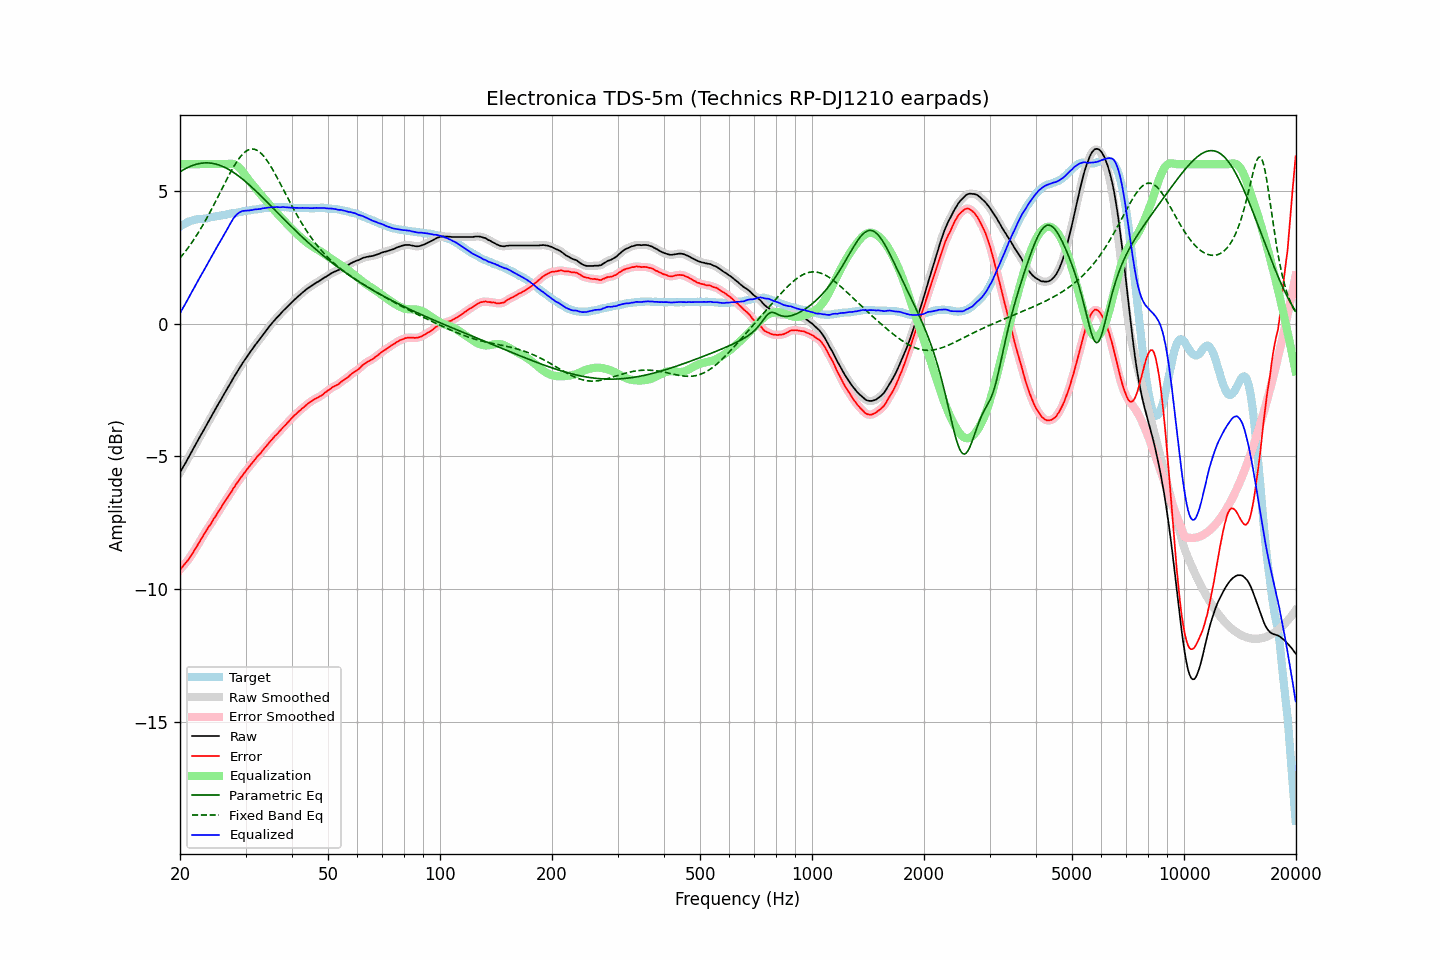 Electronica TDS-5m (Technics RP-DJ1210 earpads)
Amplitude (dBr)
5
0
−5
−10
−15
Target
Raw Smoothed
Error Smoothed
Raw
Error
Equalization
Parametric Eq
Fixed Band Eq
Equalized
20 50 100 200 500 1000 2000 5000 10000 20000
Frequency (Hz)